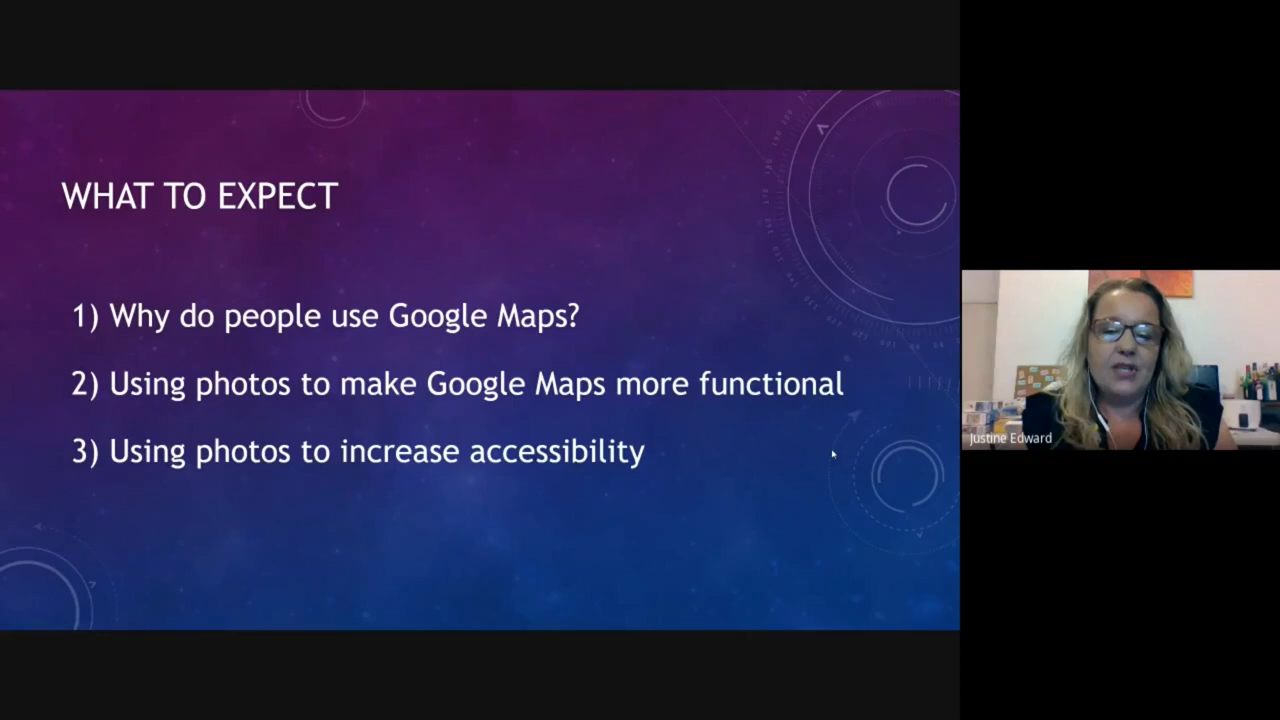 WHAT TO EXPECT
1) Why do people use Google Maps?
2) Using photos to make Google Maps more functional
3) Using photos to increase accessibility
Justine Edward